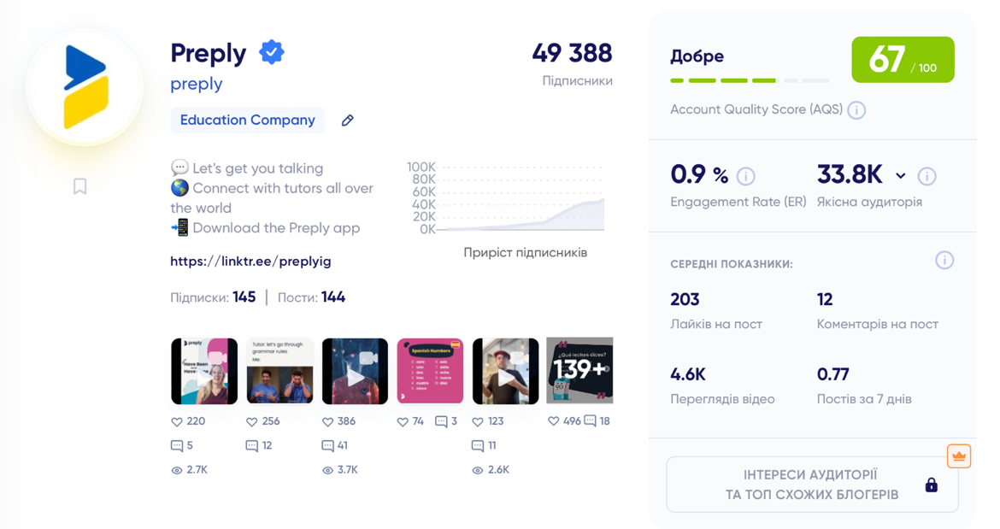 Preply
preply
Education Company
49 388
Підписники
💬 Let's get you talking
🌎 Connect with tutors all over
the world
📲 Download the Preply app
https://linktr.ee/preplyig
Підписки: 145 | Пости: 144
100K
80K
60K
40K
20K
0K
Приріст підписників
preply
Have Been
Tutor: let's go through
grammar rules
Me:
Spanish Numbers
¿Qué leches dices?
139+
220
5
2.7K
256
12
386
41
3.7K
74 3
123
11
2.6K
496 18
Добре
67 / 100
Account Quality Score (AQS)
0.9 %
Engagement Rate (ER)
33.8K
Якісна аудиторія
СЕРЕДНІ ПОКАЗНИКИ:
203
Лайків на пост
12
Коментарів на пост
4.6K
Переглядів відео
0.77
Постів за 7 днів
ІНТЕРЕСИ АУДИТОРІЇ
ТА ТОП СХОЖИХ БЛОГЕРІВ